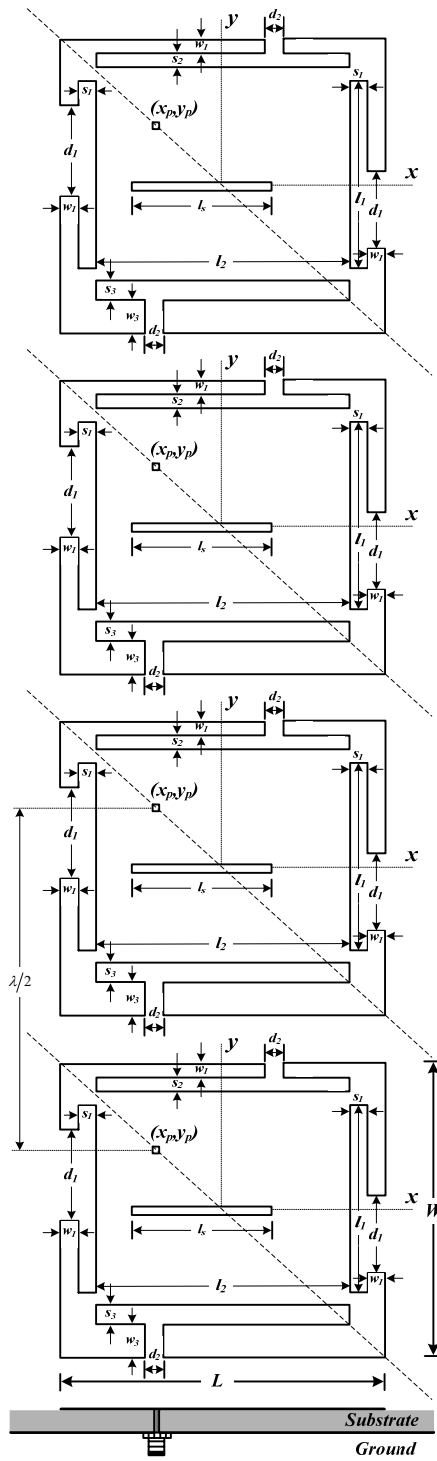 d₂
y
w₁
s₂
s₁
(xₚ,yₚ)
s₁
d₁
x
l₁
d₁
w₁
lₛ
w₁
l₂
s₃
w₃
d₂
d₂
y
w₁
s₂
s₁
(xₚ,yₚ)
s₁
d₁
x
l₁
d₁
w₁
lₛ
w₁
l₂
s₃
w₃
d₂
d₂
y
w₁
s₂
s₁
(xₚ,yₚ)
s₁
d₁
x
l₁
d₁
w₁
lₛ
w₁
l₂
λ/2
s₃
w₃
d₂
d₂
y
w₁
s₂
s₁
(xₚ,yₚ)
s₁
d₁
x
W
l₁
d₁
w₁
lₛ
w₁
l₂
s₃
w₃
d₂
L
Substrate
Ground